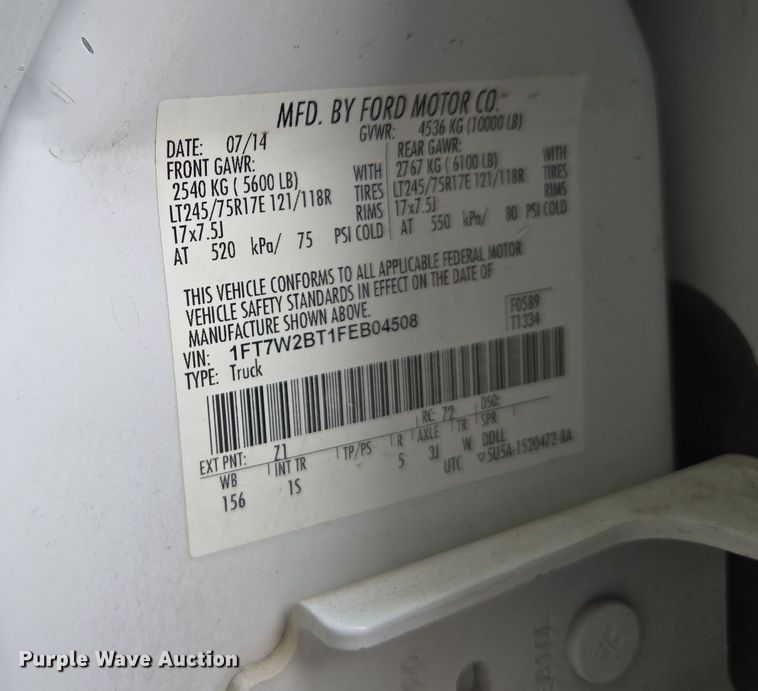 MFD. BY FORD MOTOR CO.
DATE: 07/14 GVWR: 4536 KG (10000 LB)
FRONT GAWR: REAR GAWR:
2540 KG ( 5600 LB) WITH 2767 KG ( 6100 LB) WITH
LT245/75R17E 121/118R TIRES LT245/75R17E 121/118R TIRES
17x7.5J RIMS 17x7.5J RIMS
AT 520 kPa/ 75 PSI COLD AT 550 kPa/ 80 PSI COLD
THIS VEHICLE CONFORMS TO ALL APPLICABLE FEDERAL MOTOR
VEHICLE SAFETY STANDARDS IN EFFECT ON THE DATE OF
MANUFACTURE SHOWN ABOVE.
F0589
VIN: 1FT7W2BT1FEB04508
T1334
TYPE: Truck
EXT PNT: Z1 RC: 72 DSO:
WB INT TR TP/PS R AXLE TR SPR
156 1S 5 3J W DDLL
UTC ▽5U5A-1520472-BA
Purple Wave Auction